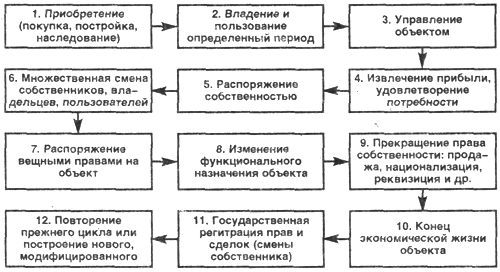 1. Приобретение
(покупка, постройка,
наследование)
2. Владение и
пользование
определенный период
3. Управление
объектом
4. Извлечение прибыли,
удовлетворение
потребности
5. Распоряжение
собственностью
6. Множественная смена
собственников, вла-
дельцев, пользователей
7. Распоряжение
вещными правами на
объект
8. Изменение
функционального
назначения объекта
9. Прекращение права
собственности: прода-
жа, национализация,
реквизиция и др.
10. Конец
экономической жизни
объекта
11. Государственная
регитрация прав и
сделок (смены
собственника)
12. Повторение
прежнего цикла или
построение нового,
модифицированного